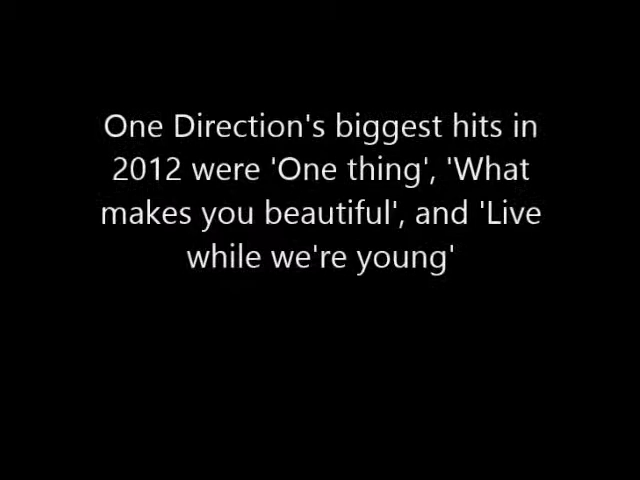 One Direction's biggest hits in
2012 were 'One thing', 'What
makes you beautiful', and 'Live
while we're young'